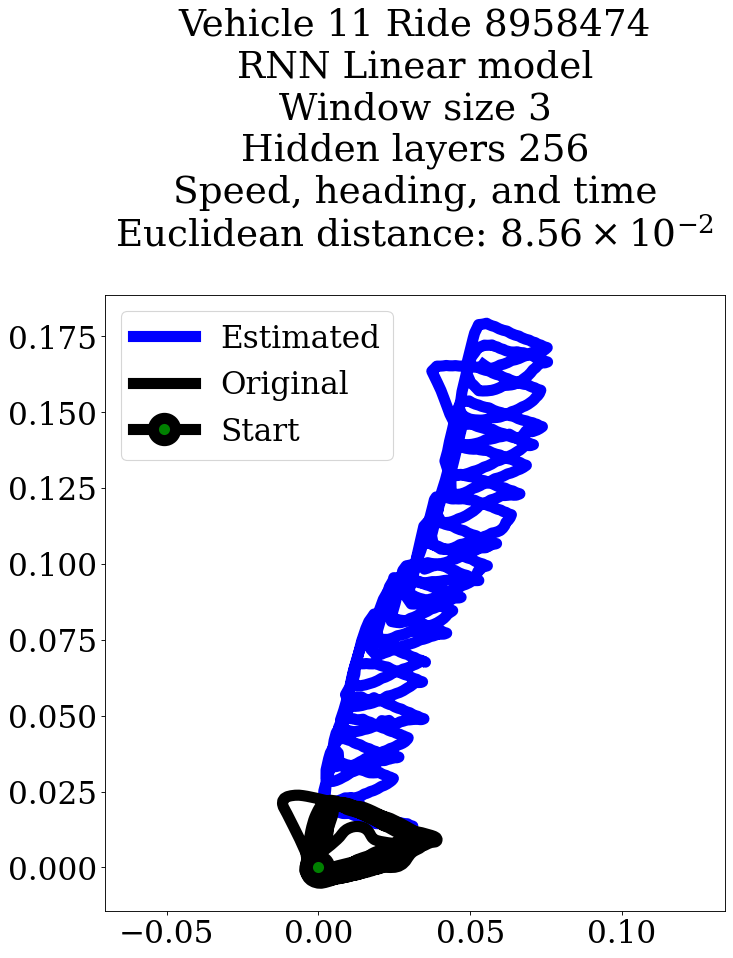 Vehicle 11 Ride 8958474
RNN Linear model
Window size 3
Hidden layers 256
Speed, heading, and time
Euclidean distance: 8.56 × 10⁻²
Estimated
Original
Start
0.175
0.150
0.125
0.100
0.075
0.050
0.025
0.000
−0.05 0.00 0.05 0.10